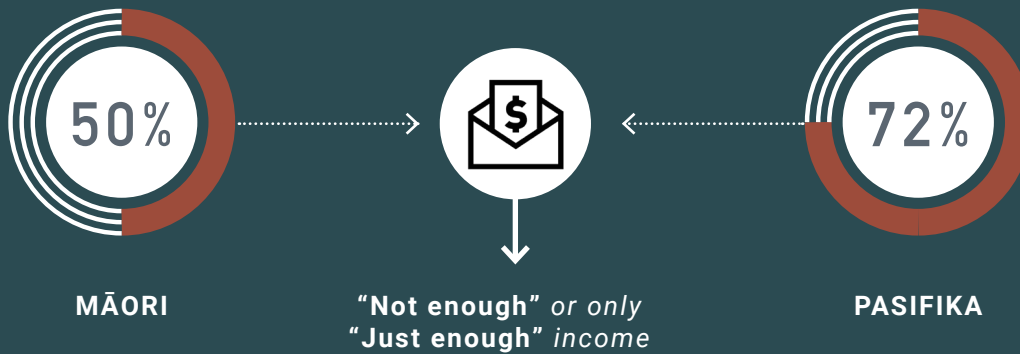 50%
$
72%
MĀORI
“Not enough” or only
“Just enough” income
PASIFIKA